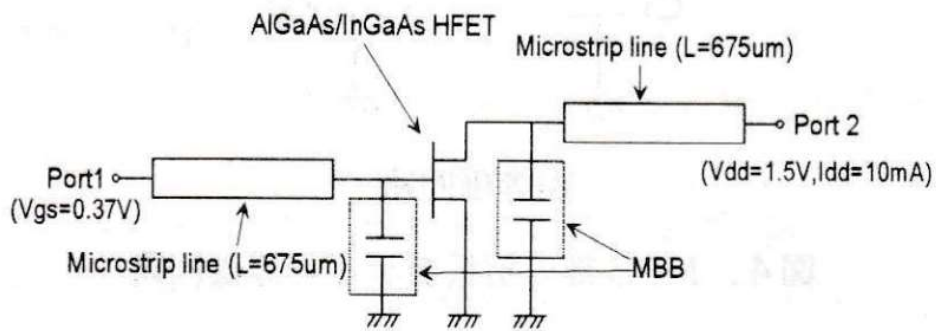 AlGaAs/InGaAs HFET
Microstrip line (L=675um)
Port 2
(Vdd=1.5V,Idd=10mA)
Port1
(Vgs=0.37V)
Microstrip line (L=675um)
MBB